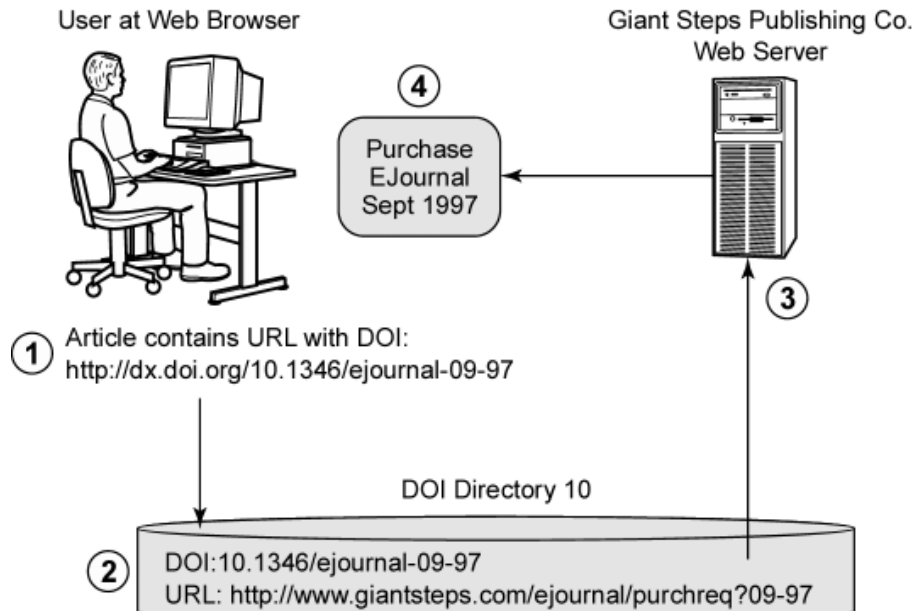 User at Web Browser
Giant Steps Publishing Co.
Web Server
4
Purchase
EJournal
Sept 1997
3
1
Article contains URL with DOI:
http://dx.doi.org/10.1346/ejournal-09-97
DOI Directory 10
2
DOI:10.1346/ejournal-09-97
URL: http://www.giantsteps.com/ejournal/purchreq?09-97